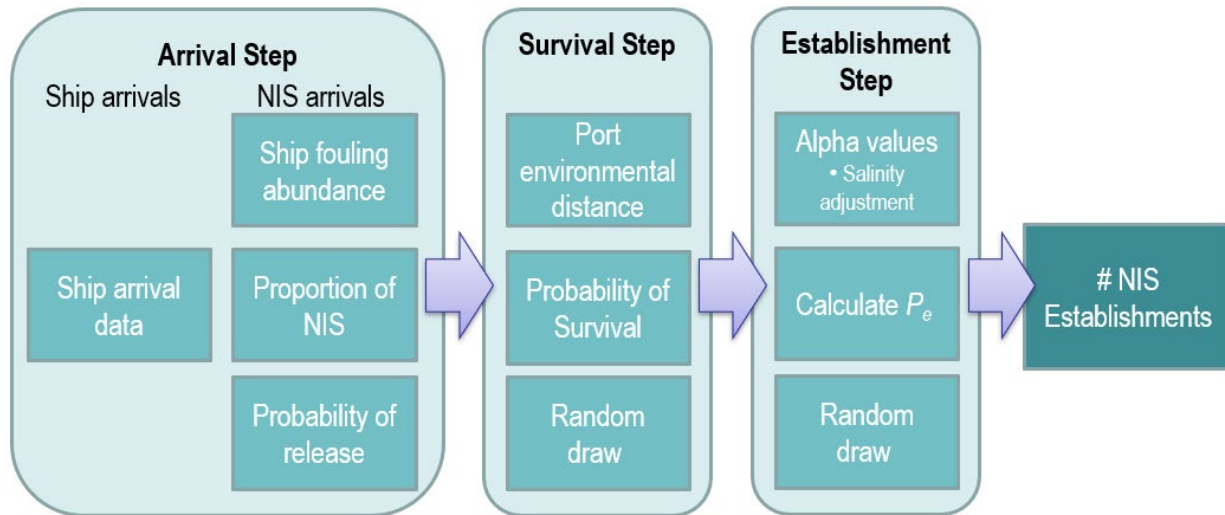 Arrival Step
Ship arrivals
NIS arrivals
Ship fouling
abundance
Ship arrival
data
Proportion of
NIS
Probability of
release
Survival Step
Port
environmental
distance
Probability of
Survival
Random
draw
Establishment
Step
Alpha values
• Salinity
adjustment
Calculate Pe
Random
draw
# NIS
Establishments